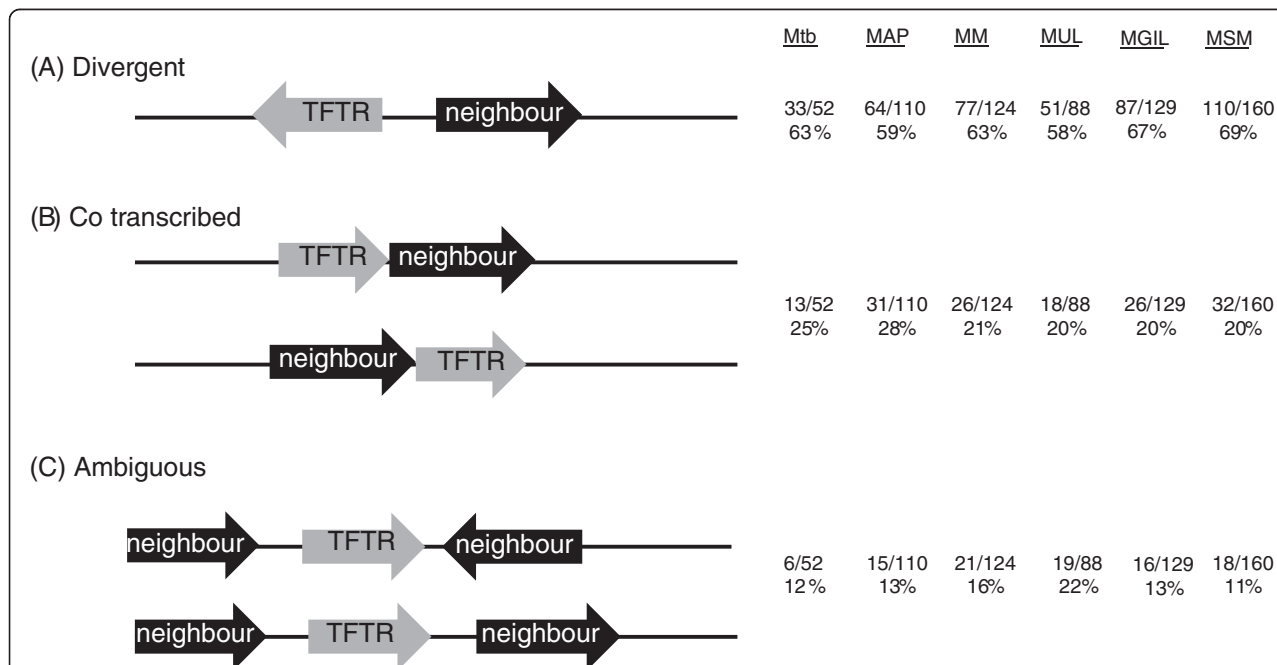 Mtb MAP MM MUL MGIL MSM
(A) Divergent
TFTR neighbour
33/52 64/110 77/124 51/88 87/129 110/160
63% 59% 63% 58% 67% 69%
(B) Co transcribed
TFTR neighbour
13/52 31/110 26/124 18/88 26/129 32/160
25% 28% 21% 20% 20% 20%
neighbour TFTR
(C) Ambiguous
neighbour TFTR neighbour
6/52 15/110 21/124 19/88 16/129 18/160
12% 13% 16% 22% 13% 11%
neighbour TFTR neighbour